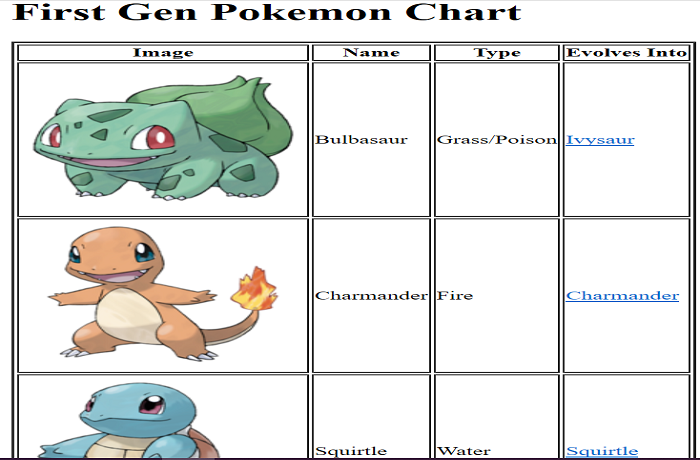 First Gen Pokemon Chart
Image Name Type Evolves Into
Bulbasaur Grass/Poison Ivysaur
Charmander Fire Charmander
Squirtle Water Squirtle